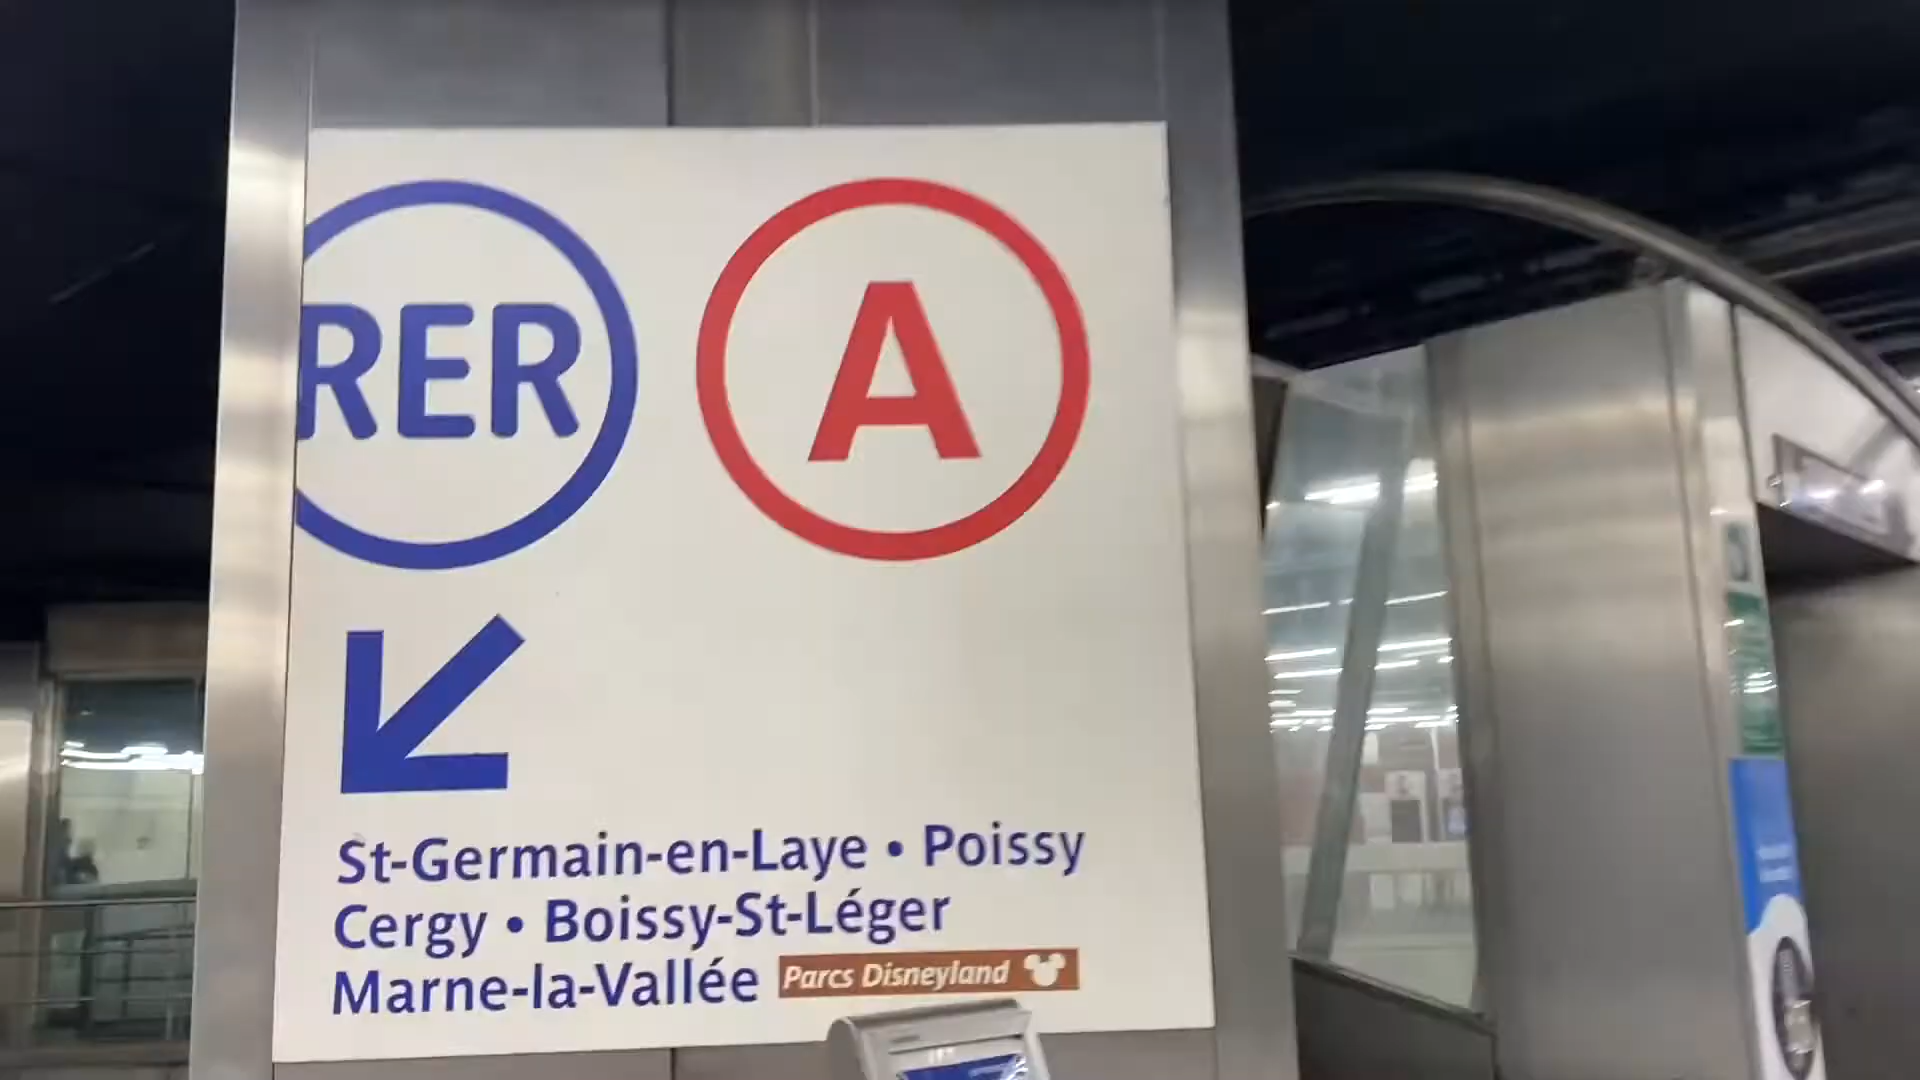 RER A
St-Germain-en-Laye • Poissy
Cergy • Boissy-St-Léger
Marne-la-Vallée Parcs Disneyland